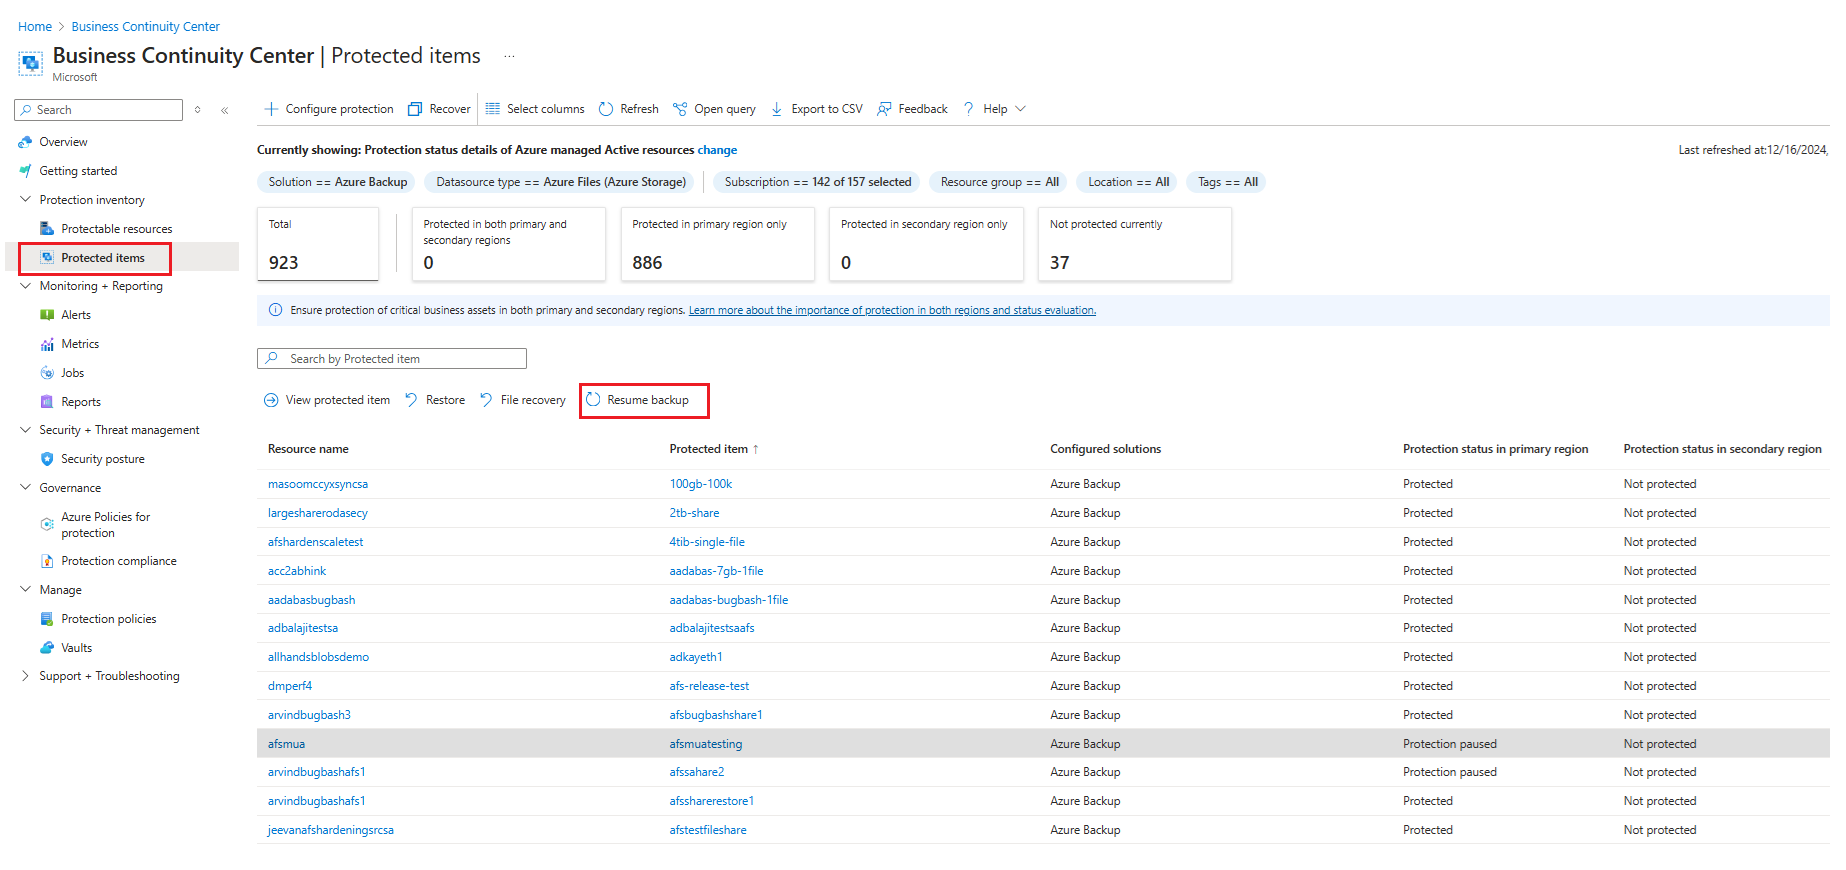 Home > Business Continuity Center
Business Continuity Center | Protected items ...
Microsoft
Search
Overview
Getting started
Protection inventory
Protectable resources
Protected items
Monitoring + Reporting
Alerts
Metrics
Jobs
Reports
Security + Threat management
Security posture
Governance
Azure Policies for
protection
Protection compliance
Manage
Protection policies
Vaults
Support + Troubleshooting
Configure protection Recover Select columns Refresh Open query Export to CSV Feedback Help
Currently showing: Protection status details of Azure managed Active resources change
Last refreshed at:12/16/2024,
Solution == Azure Backup Datasource type == Azure Files (Azure Storage) Subscription == 142 of 157 selected Resource group == All Location == All Tags == All
Total
923
Protected in both primary and
secondary regions
0
Protected in primary region only
886
Protected in secondary region only
0
Not protected currently
37
Ensure protection of critical business assets in both primary and secondary regions. Learn more about the importance of protection in both regions and status evaluation.
Search by Protected item
View protected item Restore File recovery Resume backup
Resource name Protected item ↑ Configured solutions Protection status in primary region Protection status in secondary region
masoomccyxsyncsa 100gb-100k Azure Backup Protected Not protected
largesharerodasecy 2tb-share Azure Backup Protected Not protected
afshardenscaletest 4tib-single-file Azure Backup Protected Not protected
acc2abhink aadabas-7gb-1file Azure Backup Protected Not protected
aadabasbugbash aadabas-bugbash-1file Azure Backup Protected Not protected
adbalajitestsa adbalajitestsaafs Azure Backup Protected Not protected
allhandsblobsdemo adkayeth1 Azure Backup Protected Not protected
dmperf4 afs-release-test Azure Backup Protected Not protected
arvindbugbash3 afsbugbashshare1 Azure Backup Protected Not protected
afsmua afsmuatesting Azure Backup Protection paused Not protected
arvindbugbashafs1 afssahare2 Azure Backup Protection paused Not protected
arvindbugbashafs1 afssharerestore1 Azure Backup Protected Not protected
jeevanafshardeningsrcsa afstestfileshare Azure Backup Protected Not protected